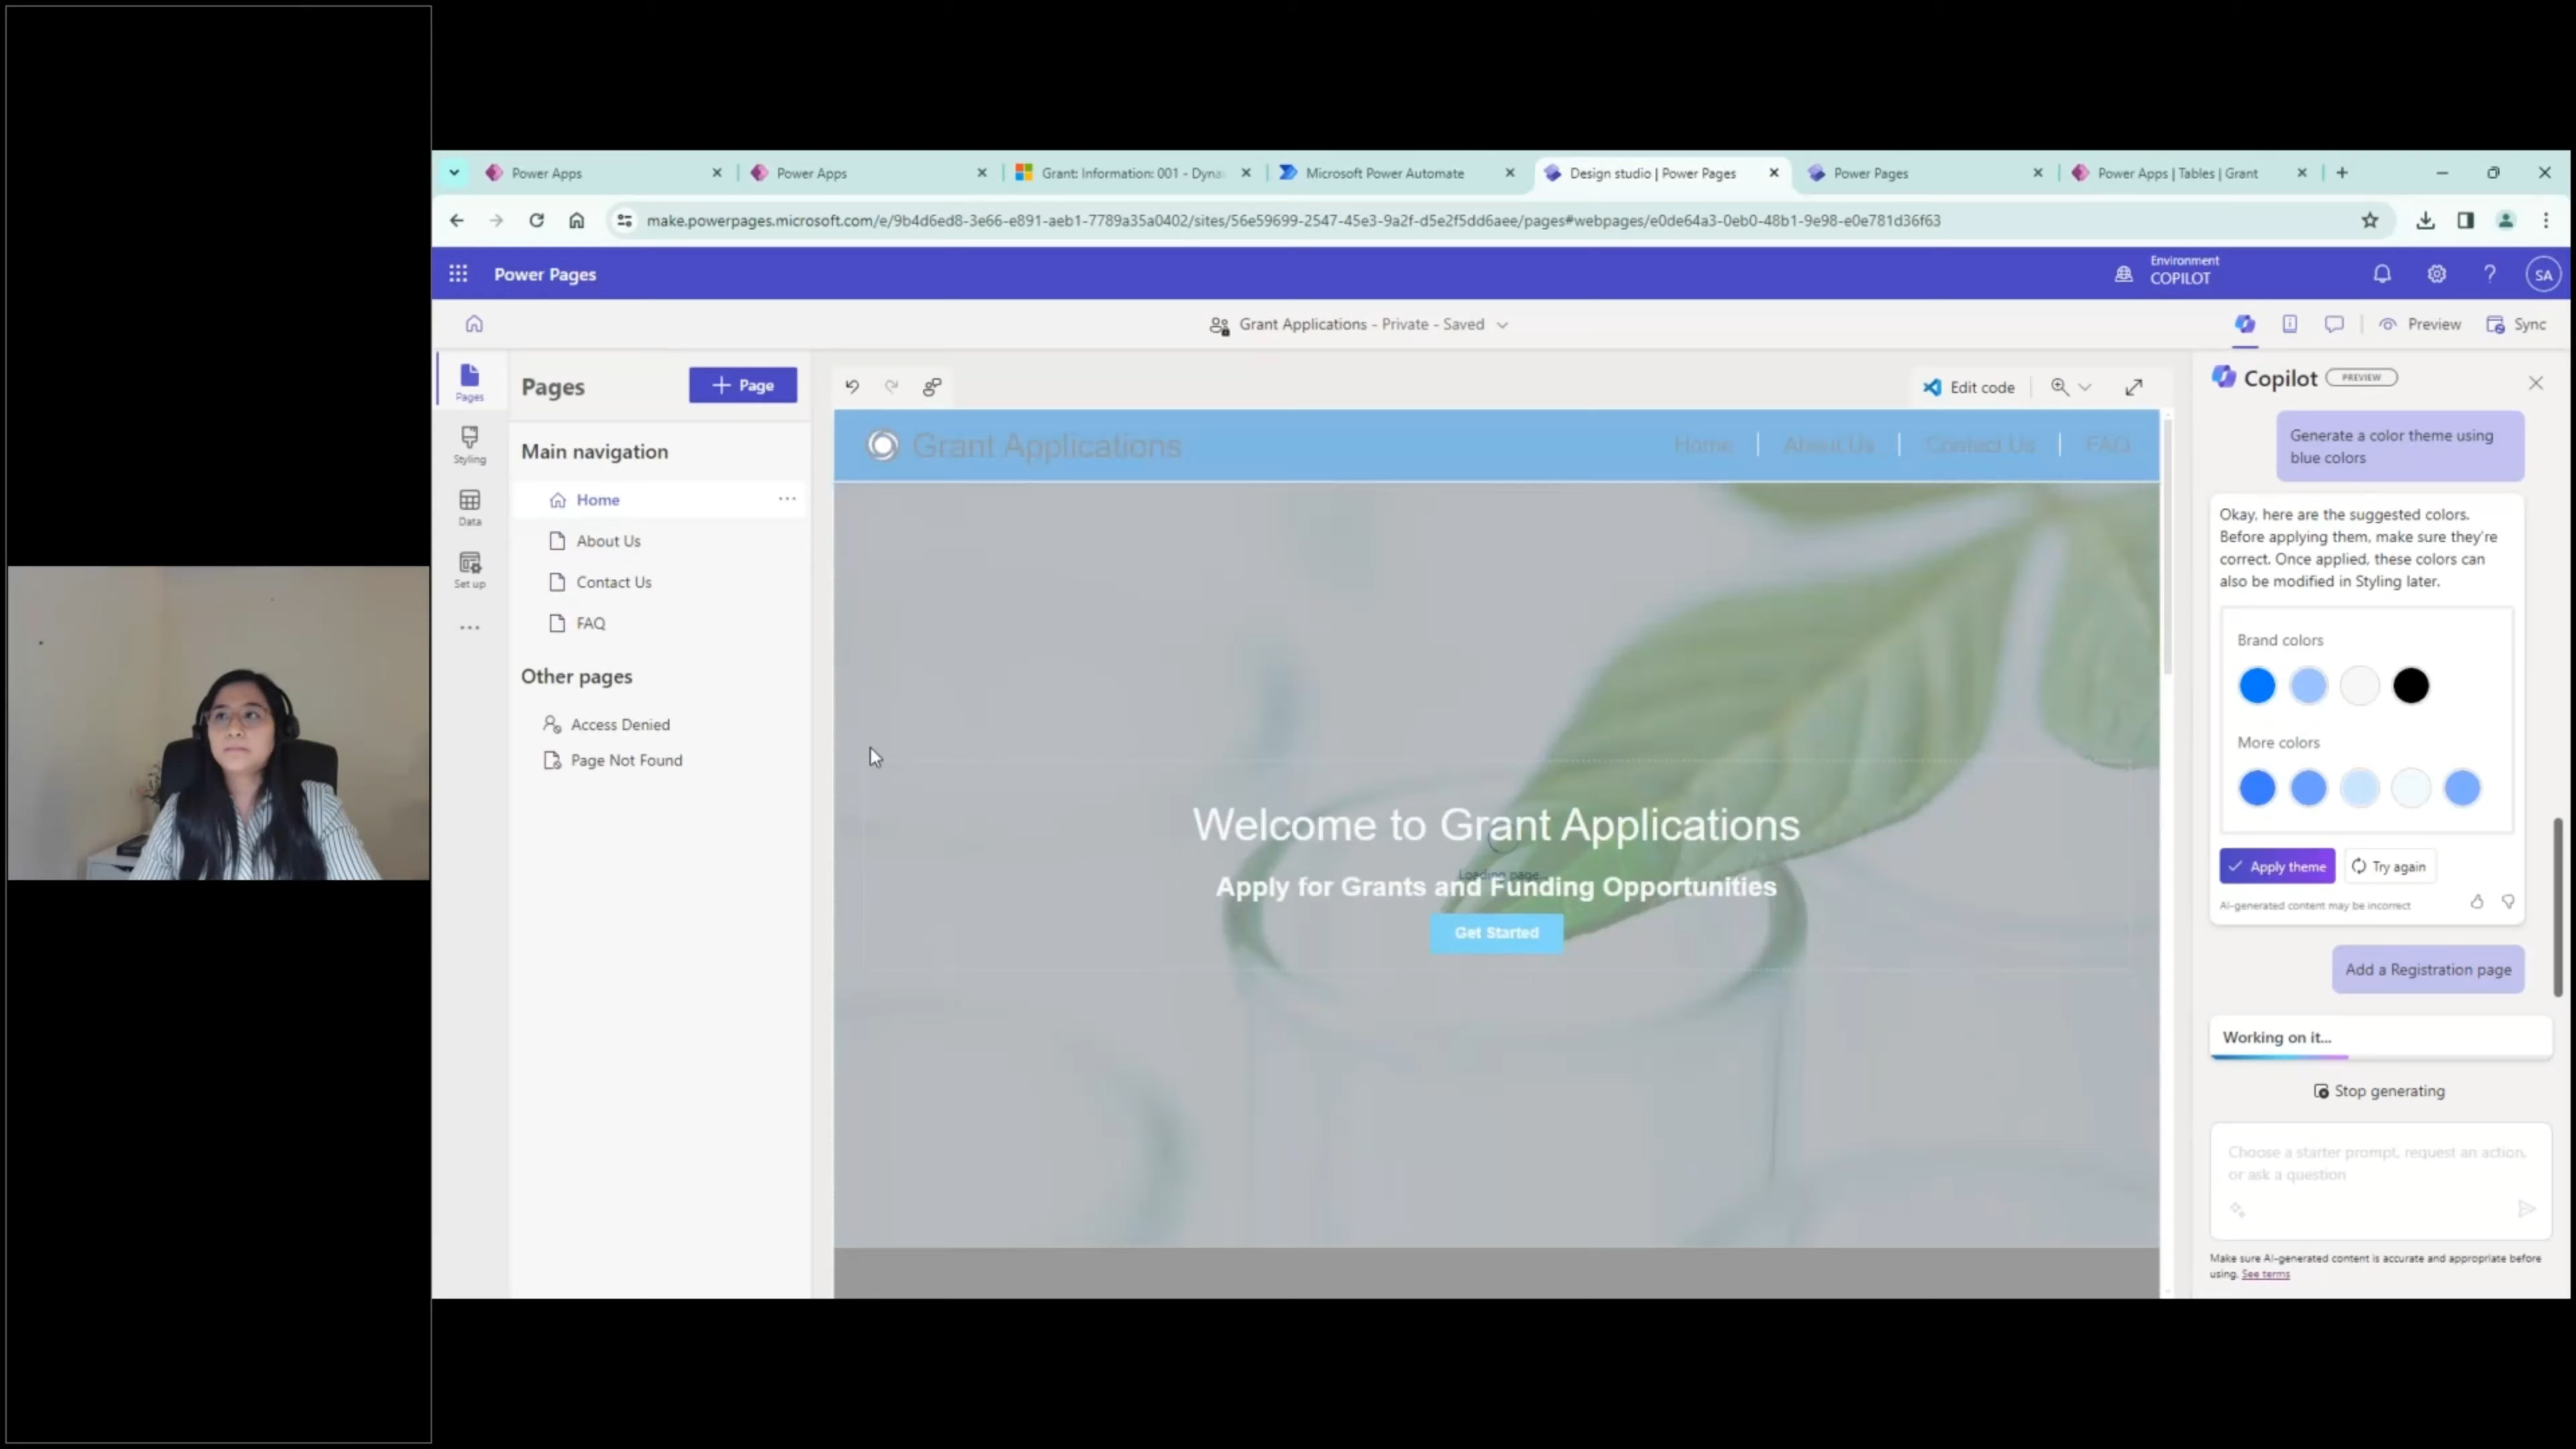 Power Apps
Power Apps
Grant: Information: 001 - Dyna
Microsoft Power Automate
Design studio | Power Pages
Power Pages
Power Apps | Tables | Grant
make.powerpages.microsoft.com/e/9b4d6ed8-3e66-e891-aeb1-7789a35a0402/sites/56e59699-2547-45e3-9a2f-d5e2f5dd6aee/pages#webpages/e0de64a3-0eb0-48b1-9e98-e0e781d36f63
Power Pages
Environment
COPILOT
SA
Grant Applications - Private - Saved
Preview
Sync
Pages
Styling
Data
Set up
Pages
Page
Main navigation
Home
About Us
Contact Us
FAQ
Other pages
Access Denied
Page Not Found
Edit code
Grant Applications
Home
About Us
Contact Us
FAQ
Welcome to Grant Applications
Loading page...
Apply for Grants and Funding Opportunities
Get Started
Copilot
PREVIEW
Generate a color theme using
blue colors
Okay, here are the suggested colors.
Before applying them, make sure they're
correct. Once applied, these colors can
also be modified in Styling later.
Brand colors
More colors
Apply theme
Try again
AI-generated content may be incorrect
Add a Registration page
Working on it...
Stop generating
Choose a starter prompt, request an action,
or ask a question
Make sure AI-generated content is accurate and appropriate before
using. See terms